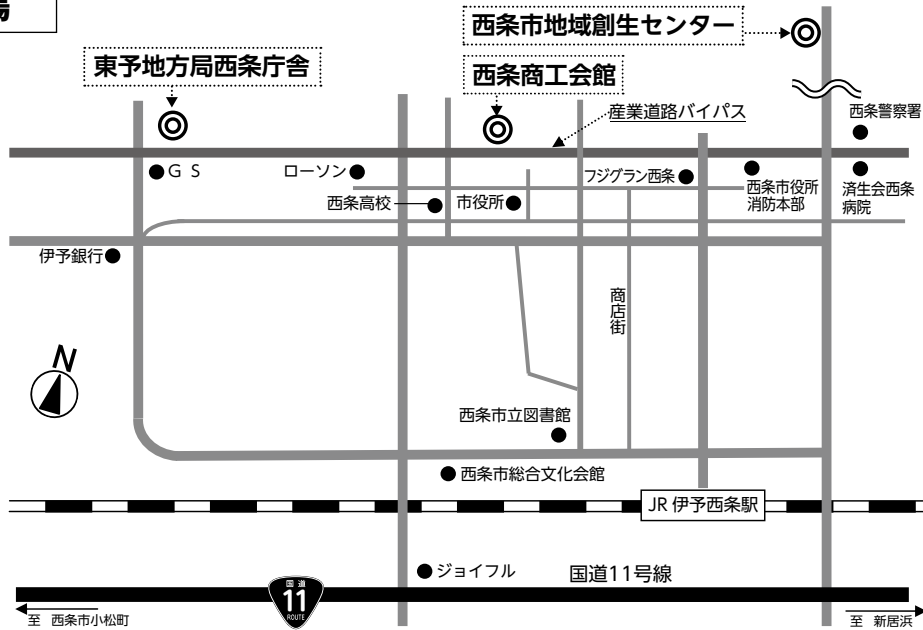 場
西条市地域創生センター
東予地方局西条庁舎
西条商工会館
産業道路バイパス
西条警察署
G S
ローソン
フジグラン西条
西条市役所
消防本部
済生会西条
病院
西条高校
市役所
伊予銀行
商店街
N
西条市立図書館
西条市総合文化会館
JR 伊予西条駅
ジョイフル
国道11号線
国道
11
ROUTE
至 西条市小松町
至 新居浜